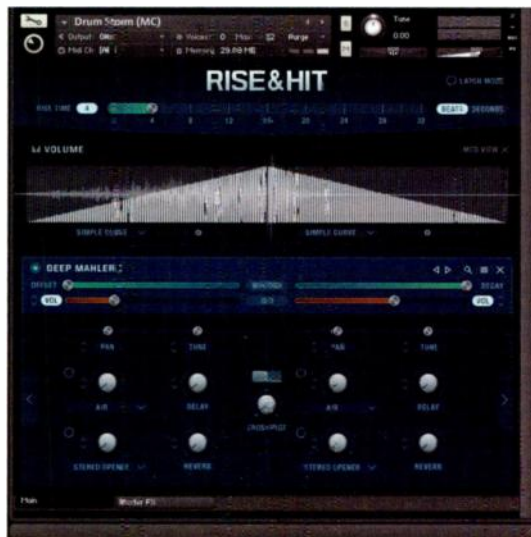 Drum Storm (MC)
Output: Voices: 0 Max: Purge Tune
Midi Ch: Memory: 29.08 MB 0.00
RISE&HIT
LATCH MODE
RISE TIME 4 BEATS SECONDS
4 8 12 16 20 24 28 32
VOLUME MOD VIEW
SIMPLE CURVE SIMPLE CURVE
DEEP MAHLER
OFFSET DECAY
VOL VOL
PAN TUNE PAN TUNE
AIR DELAY AIR DELAY
STEREO OPENER REVERB STEREO OPENER REVERB
Main Master FX